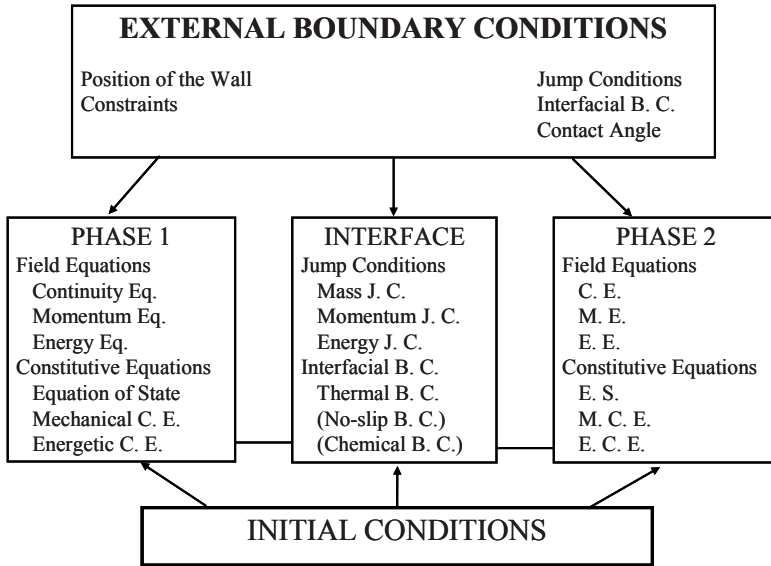 EXTERNAL BOUNDARY CONDITIONS
Position of the Wall
Constraints
Jump Conditions
Interfacial B. C.
Contact Angle
PHASE 1
Field Equations
Continuity Eq.
Momentum Eq.
Energy Eq.
Constitutive Equations
Equation of State
Mechanical C. E.
Energetic C. E.
INTERFACE
Jump Conditions
Mass J. C.
Momentum J. C.
Energy J. C.
Interfacial B. C.
Thermal B. C.
(No-slip B. C.)
(Chemical B. C.)
PHASE 2
Field Equations
C. E.
M. E.
E. E.
Constitutive Equations
E. S.
M. C. E.
E. C. E.
INITIAL CONDITIONS